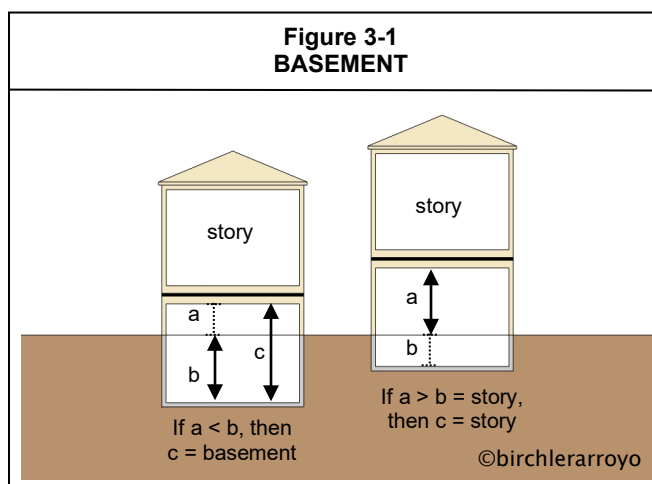 Figure 3-1
BASEMENT
story
a
b
c
If a < b, then
c = basement
story
a
b
If a > b = story,
then c = story
©birchlerarroyo